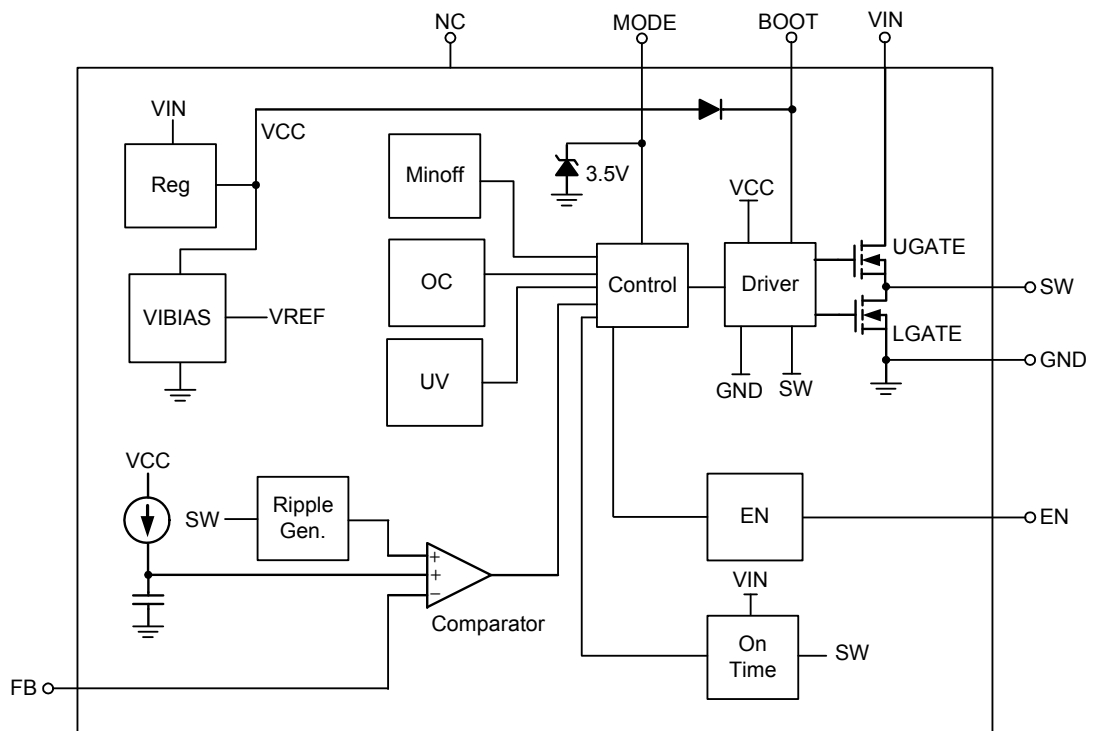 NC
MODE
BOOT
VIN
VIN
VCC
Reg
Minoff
3.5V
VCC
UGATE
OC
Control
Driver
SW
VIBIAS
VREF
LGATE
UV
GND
GND
SW
VCC
SW
Ripple
Gen.
EN
EN
+
+
−
Comparator
VIN
On
Time
SW
FB